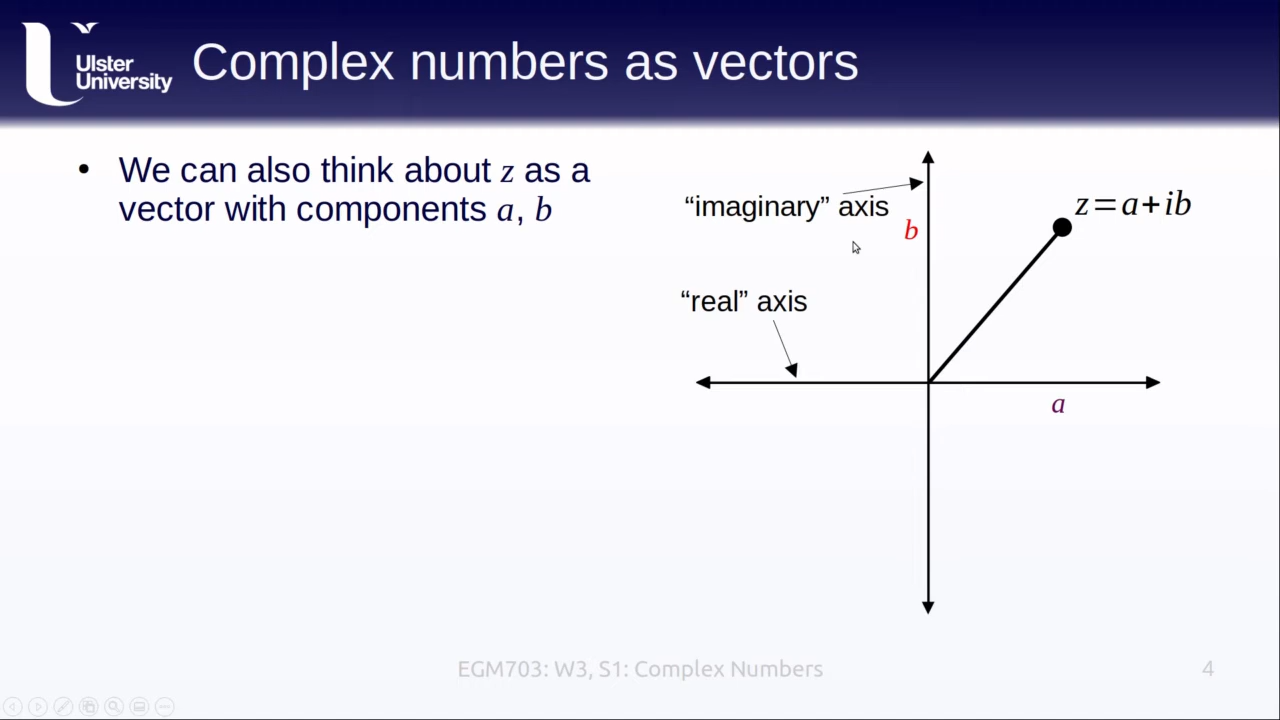 Ulster
University
Complex numbers as vectors
• We can also think about z as a
vector with components a, b
“imaginary” axis
z=a+ib
b
“real” axis
a
EGM703: W3, S1: Complex Numbers
4